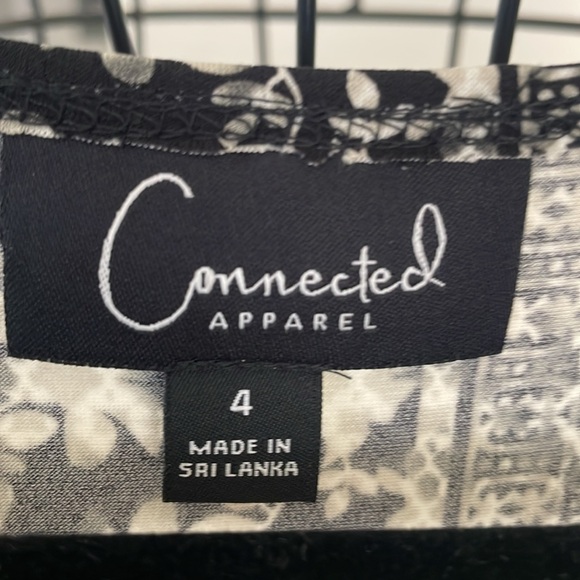 Connected
APPAREL
4
MADE IN
SRI LANKA